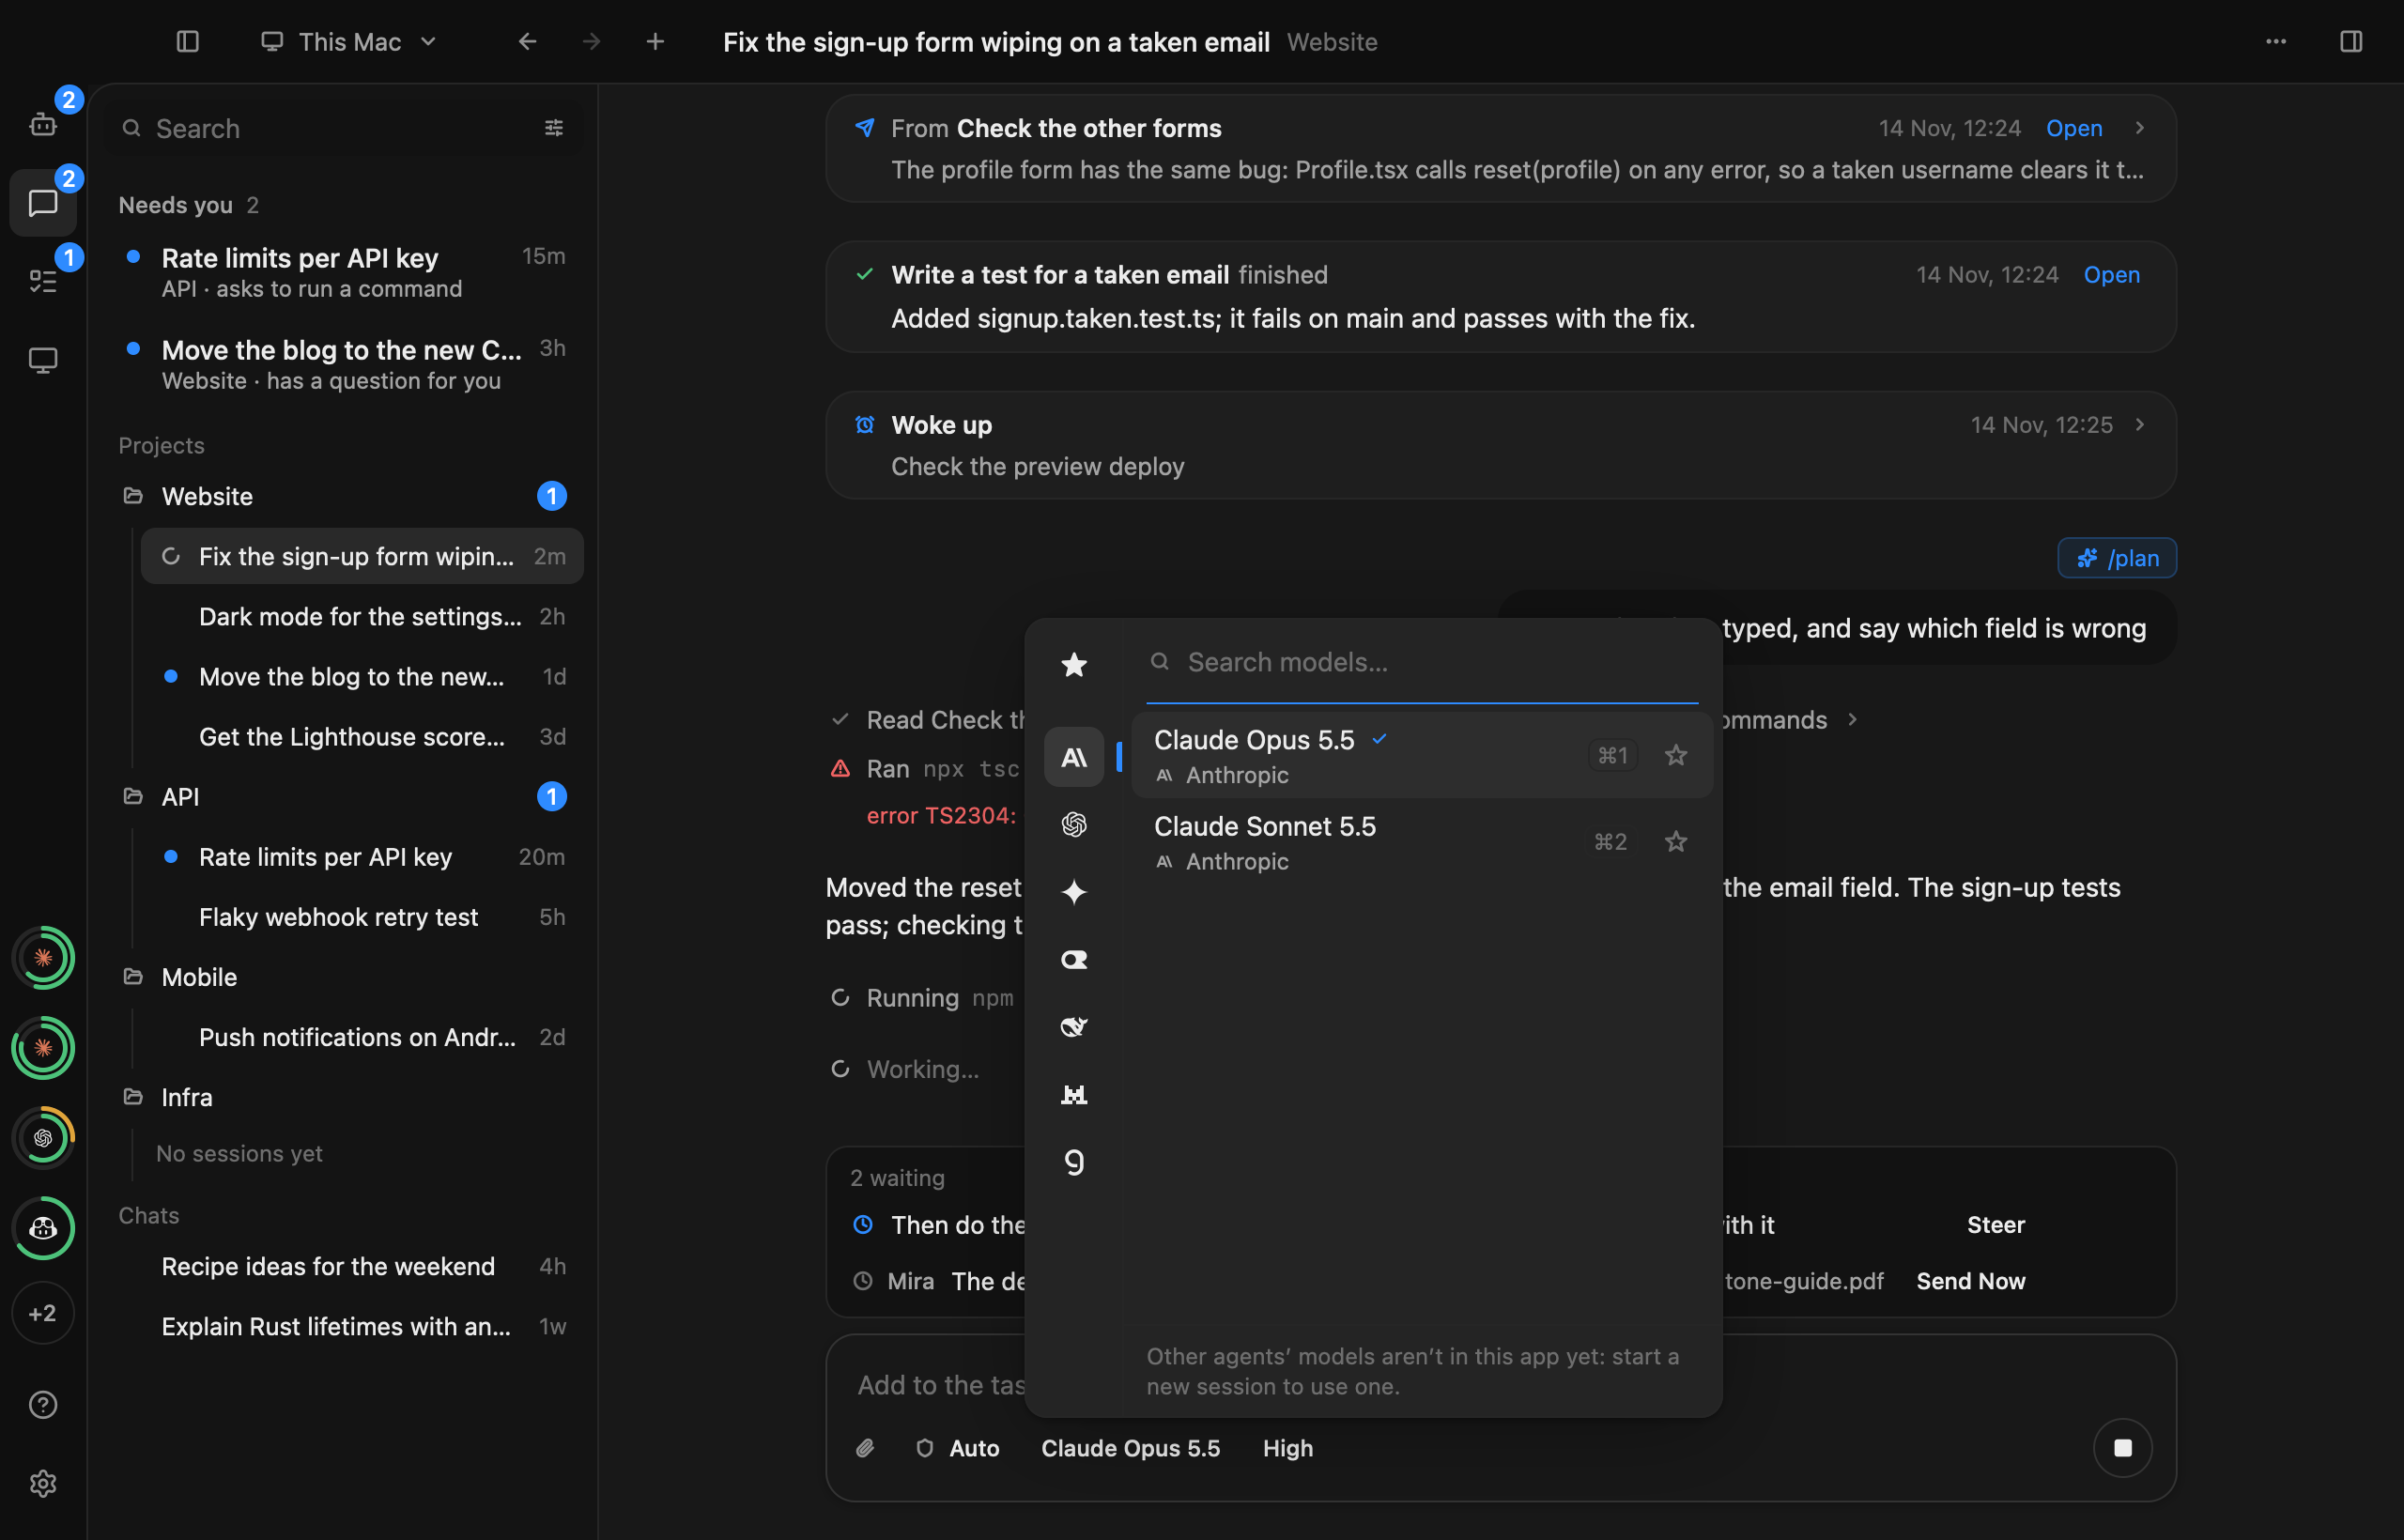 This Mac
Fix the sign-up form wiping on a taken email Website
2
2
1
Search
Needs you 2
Rate limits per API key 15m
API · asks to run a command
Move the blog to the new C... 3h
Website · has a question for you
Projects
Website 1
Fix the sign-up form wipin... 2m
Dark mode for the settings... 2h
Move the blog to the new... 1d
Get the Lighthouse score... 3d
API 1
Rate limits per API key 20m
Flaky webhook retry test 5h
Mobile
Push notifications on Andr... 2d
Infra
No sessions yet
Chats
Recipe ideas for the weekend 4h
Explain Rust lifetimes with an... 1w
+2
From Check the other forms 14 Nov, 12:24 Open
The profile form has the same bug: Profile.tsx calls reset(profile) on any error, so a taken username clears it t...
Write a test for a taken email finished 14 Nov, 12:24 Open
Added signup.taken.test.ts; it fails on main and passes with the fix.
Woke up 14 Nov, 12:25
Check the preview deploy
/plan
typed, and say which field is wrong
Read Check th
ommands
Ran npx tsc
error TS2304:
Moved the reset
the email field. The sign-up tests
pass; checking t
Running npm
Working...
2 waiting
Then do the
ith it Steer
Mira The de
tone-guide.pdf Send Now
Add to the tas
Auto Claude Opus 5.5 High
Search models...
Claude Opus 5.5
Anthropic
⌘1
Claude Sonnet 5.5
Anthropic
⌘2
Other agents’ models aren’t in this app yet: start a
new session to use one.